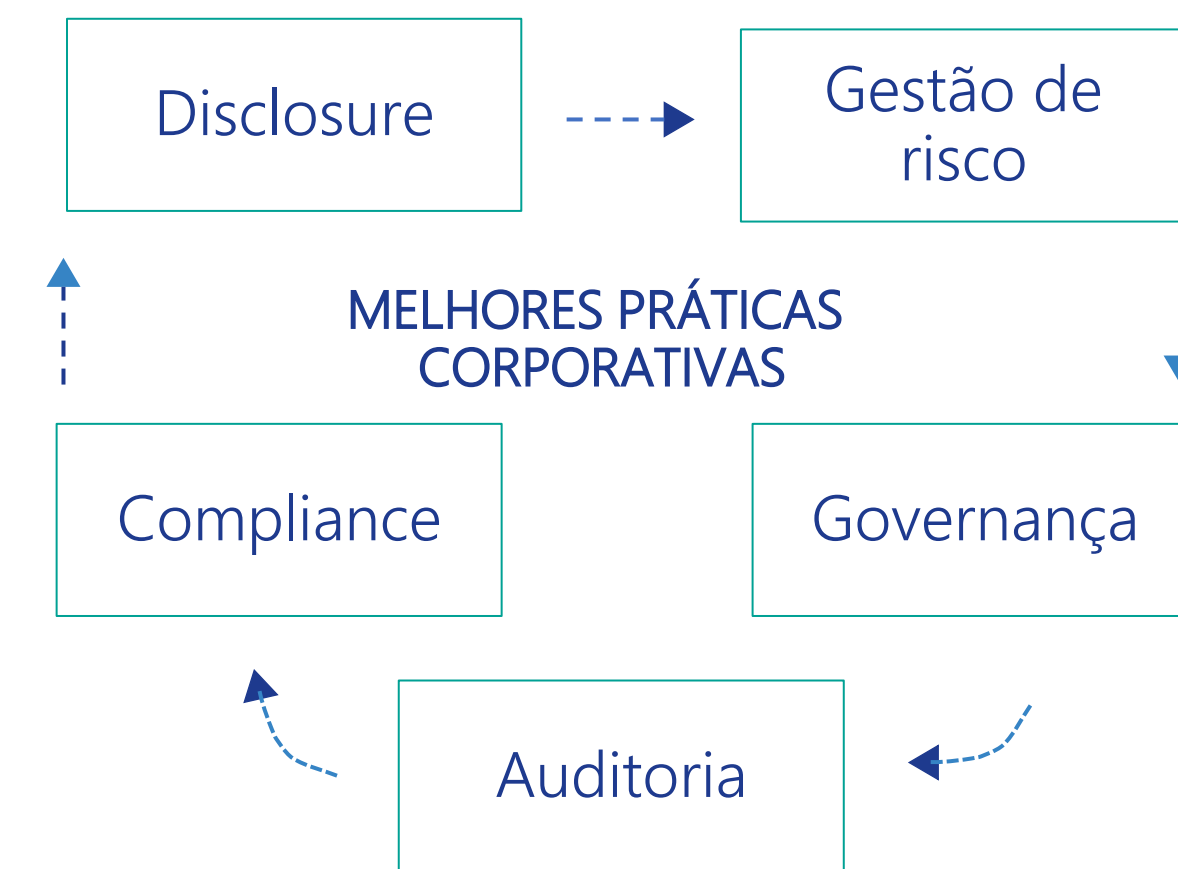 Disclosure
Gestão de
risco
MELHORES PRÁTICAS
CORPORATIVAS
Compliance
Governança
Auditoria